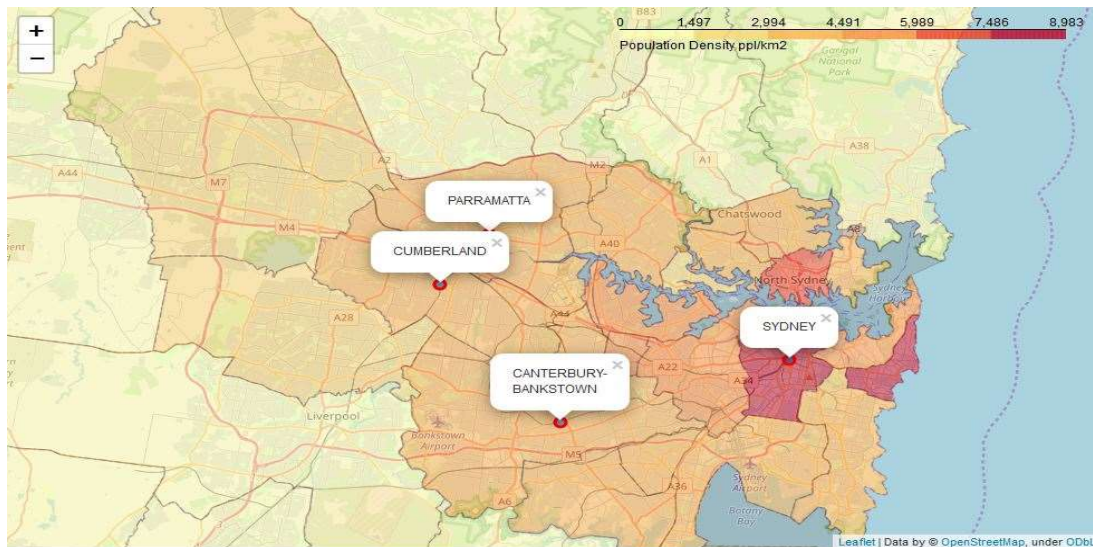 +
−
B83
0 1,497 2,994 4,491 5,989 7,486 8,983
Population Density ppl/km2
Garigal
National
Park
A2
M2
A1
A38
A44
M7
PARRAMATTA
×
Chatswood
M4
A8
CUMBERLAND
×
A40
North Sydney
Sydney
A28
A44
SYDNEY
×
CANTERBURY-
BANKSTOWN
×
A22
A34
Liverpool
Bankstown
Airport
M5
A6
A36
Sydney
Airport
Botany
Bay
Leaflet | Data by © OpenStreetMap, under ODbL